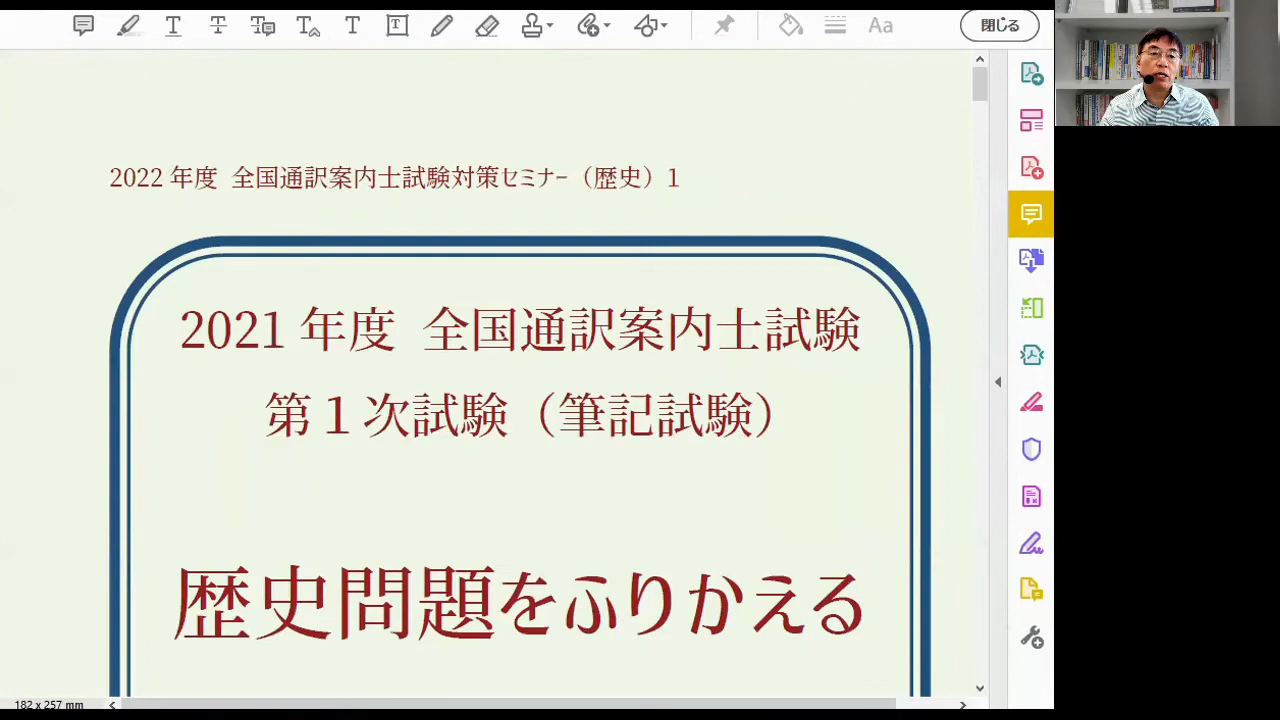 Aa
閉じる
2022 年度 全国通訳案内士試験対策セミナー（歴史）1
2021 年度 全国通訳案内士試験
第１次試験（筆記試験）
歴史問題をふりかえる
182 x 257 mm